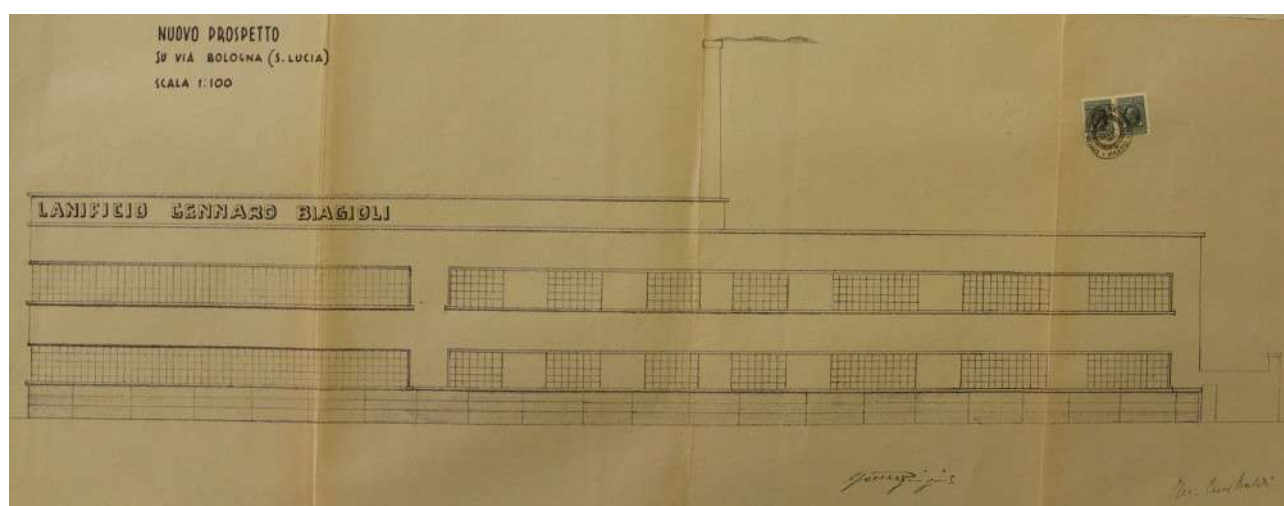 NUOVO PROSPETTO
SU VIA BOLOGNA (S. LUCIA)
SCALA 1:100
LANIFICIO GENNARO BIAGIOLI